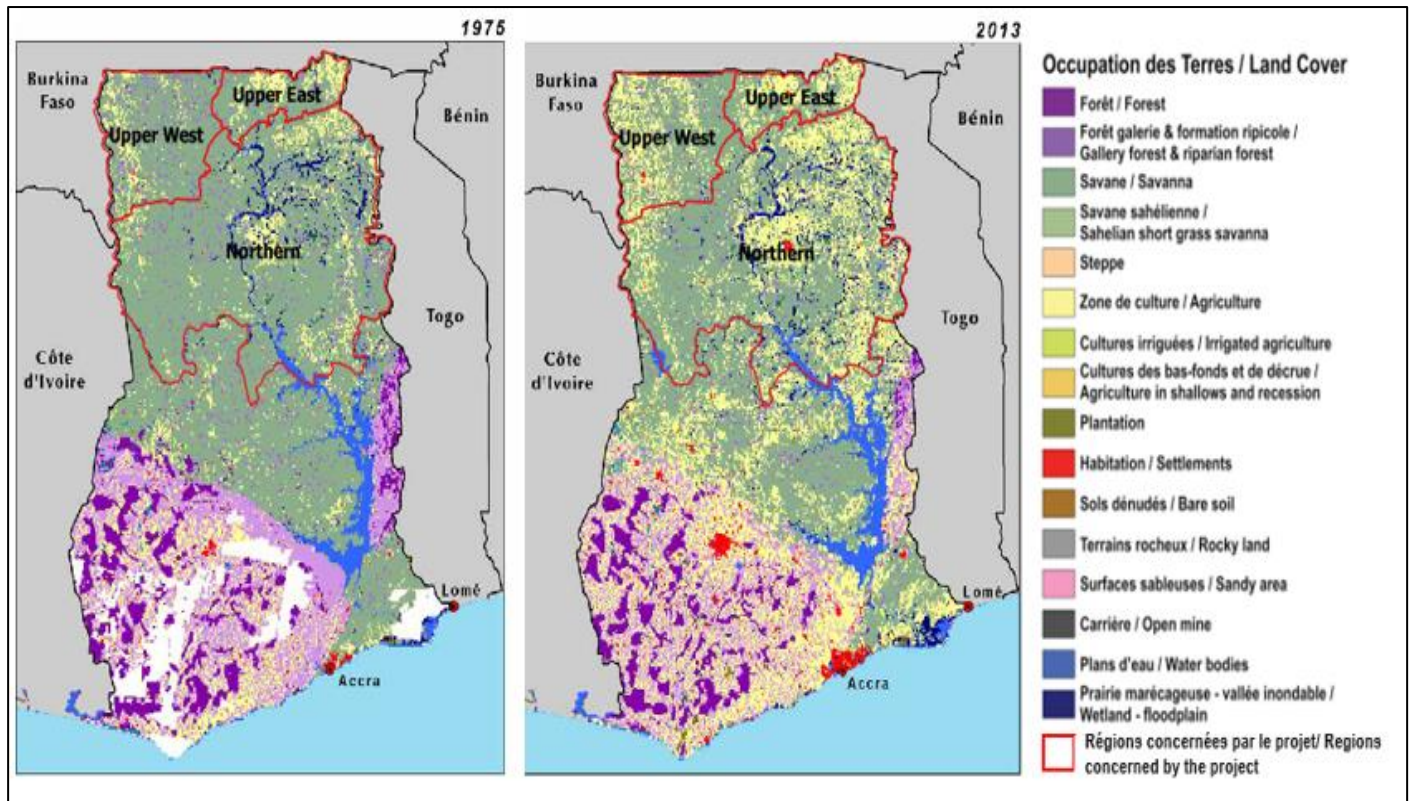 1975
Burkina
Faso
Upper East
Upper West
Bénin
Northern
Togo
Côte
d'Ivoire
Lomé
Accra
2013
Burkina
Faso
Upper East
Upper West
Bénin
Northern
Togo
Côte
d'Ivoire
Lomé
Accra
Occupation des Terres / Land Cover
Forêt / Forest
Forêt galerie & formation ripicole /
Gallery forest & riparian forest
Savane / Savanna
Savane sahélienne /
Sahelian short grass savanna
Steppe
Zone de culture / Agriculture
Cultures irriguées / Irrigated agriculture
Cultures des bas-fonds et de décrue /
Agriculture in shallows and recession
Plantation
Habitation / Settlements
Sols dénudés / Bare soil
Terrains rocheux / Rocky land
Surfaces sableuses / Sandy area
Carrière / Open mine
Plans d'eau / Water bodies
Prairie marécageuse - vallée inondable /
Wetland - floodplain
Régions concernées par le projet/ Regions
concerned by the project